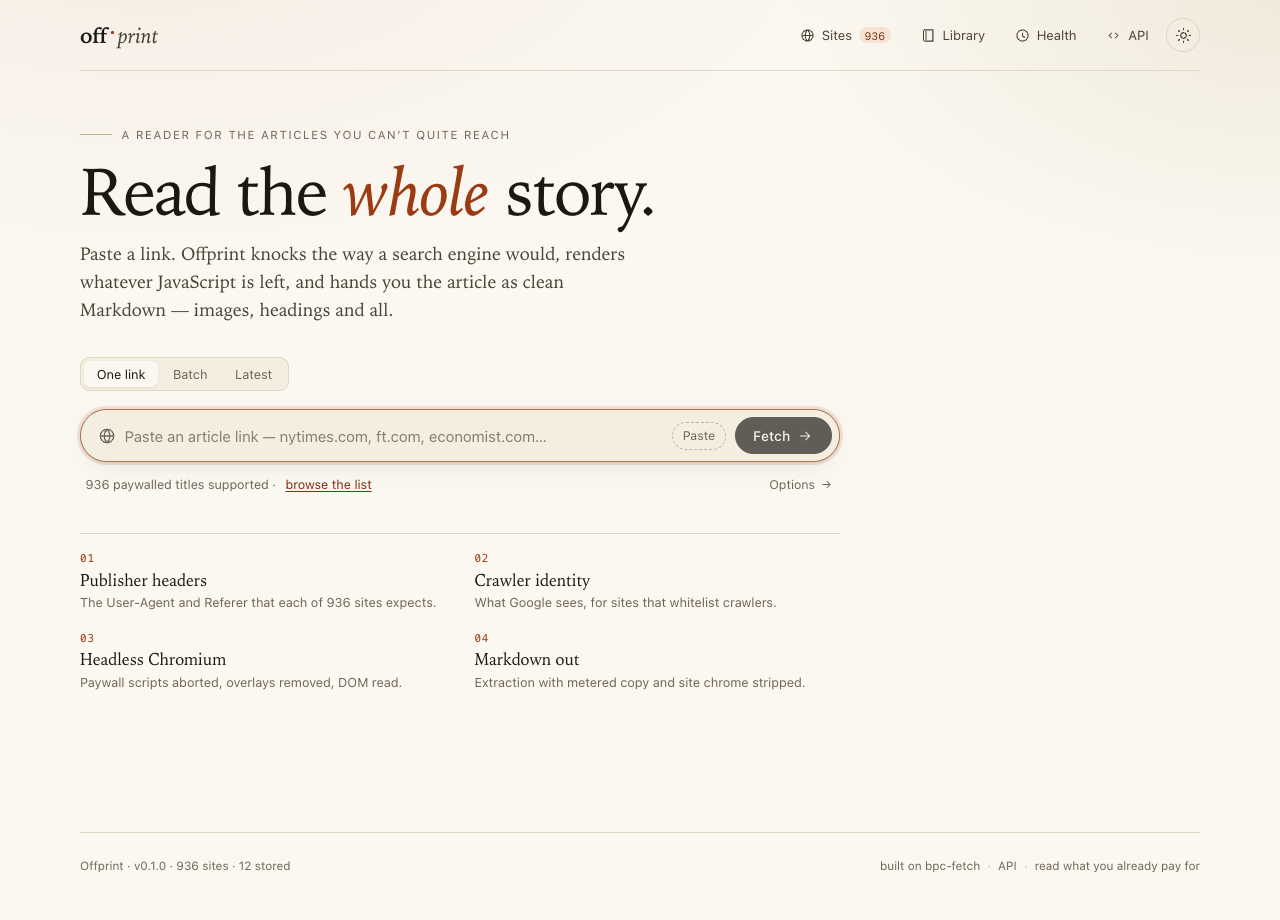 off·print
Sites 936 Library Health API
A READER FOR THE ARTICLES YOU CAN'T QUITE REACH
Read the whole story.
Paste a link. Offprint knocks the way a search engine would, renders
whatever JavaScript is left, and hands you the article as clean
Markdown — images, headings and all.
One link Batch Latest
Paste an article link — nytimes.com, ft.com, economist.com… Paste Fetch →
936 paywalled titles supported · browse the list Options →
01
Publisher headers
The User-Agent and Referer that each of 936 sites expects.
02
Crawler identity
What Google sees, for sites that whitelist crawlers.
03
Headless Chromium
Paywall scripts aborted, overlays removed, DOM read.
04
Markdown out
Extraction with metered copy and site chrome stripped.
Offprint · v0.1.0 · 936 sites · 12 stored
built on bpc-fetch · API · read what you already pay for